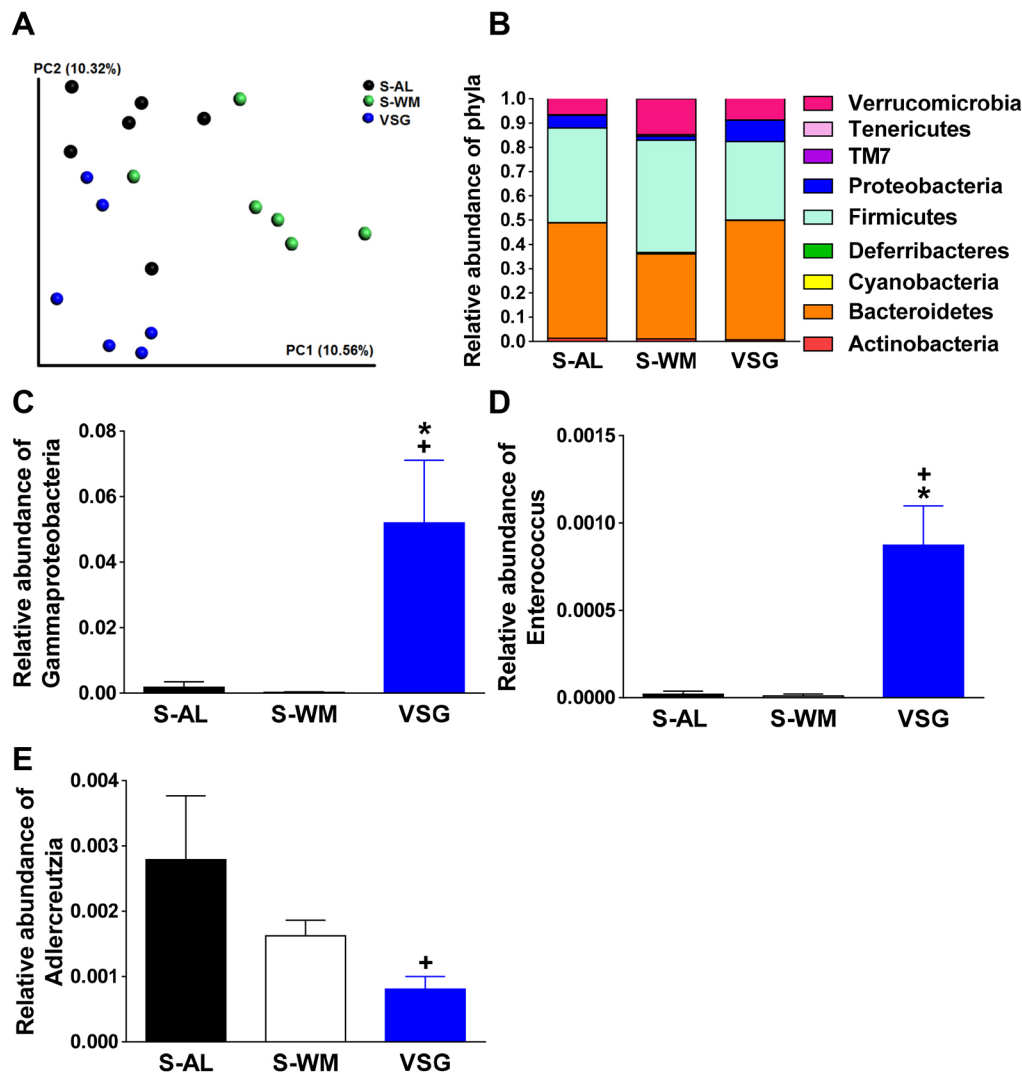 A
PC2 (10.32%)
S-AL
S-WM
VSG
PC1 (10.56%)
B
Relative abundance of phyla
1.0
0.9
0.8
0.7
0.6
0.5
0.4
0.3
0.2
0.1
0.0
S-AL S-WM VSG
Verrucomicrobia
Tenericutes
TM7
Proteobacteria
Firmicutes
Deferribacteres
Cyanobacteria
Bacteroidetes
Actinobacteria
C
Relative abundance of
Gammaproteobacteria
0.08
0.06
0.04
0.02
0.00
*
+
S-AL S-WM VSG
D
Relative abundance of
Enterococcus
0.0015
0.0010
0.0005
0.0000
+
*
S-AL S-WM VSG
E
Relative abundance of
Adlercreutzia
0.004
0.003
0.002
0.001
0.000
+
S-AL S-WM VSG